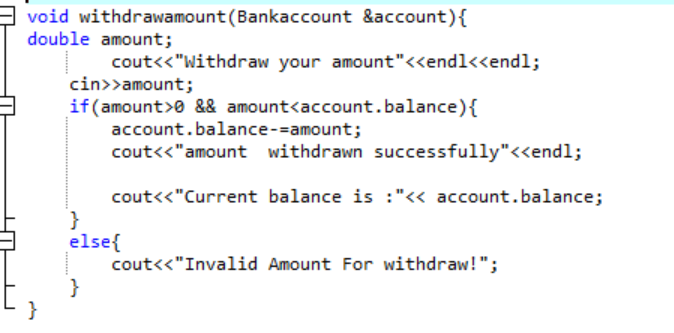 void withdrawamount(Bankaccount &account){
double amount;
cout<<"Withdraw your amount"<<endl<<endl;
cin>>amount;
if(amount>0 && amount<account.balance){
account.balance-=amount;
cout<<"amount  withdrawn successfully"<<endl;
cout<<"Current balance is :"<< account.balance;
}
else{
cout<<"Invalid Amount For withdraw!";
}
}